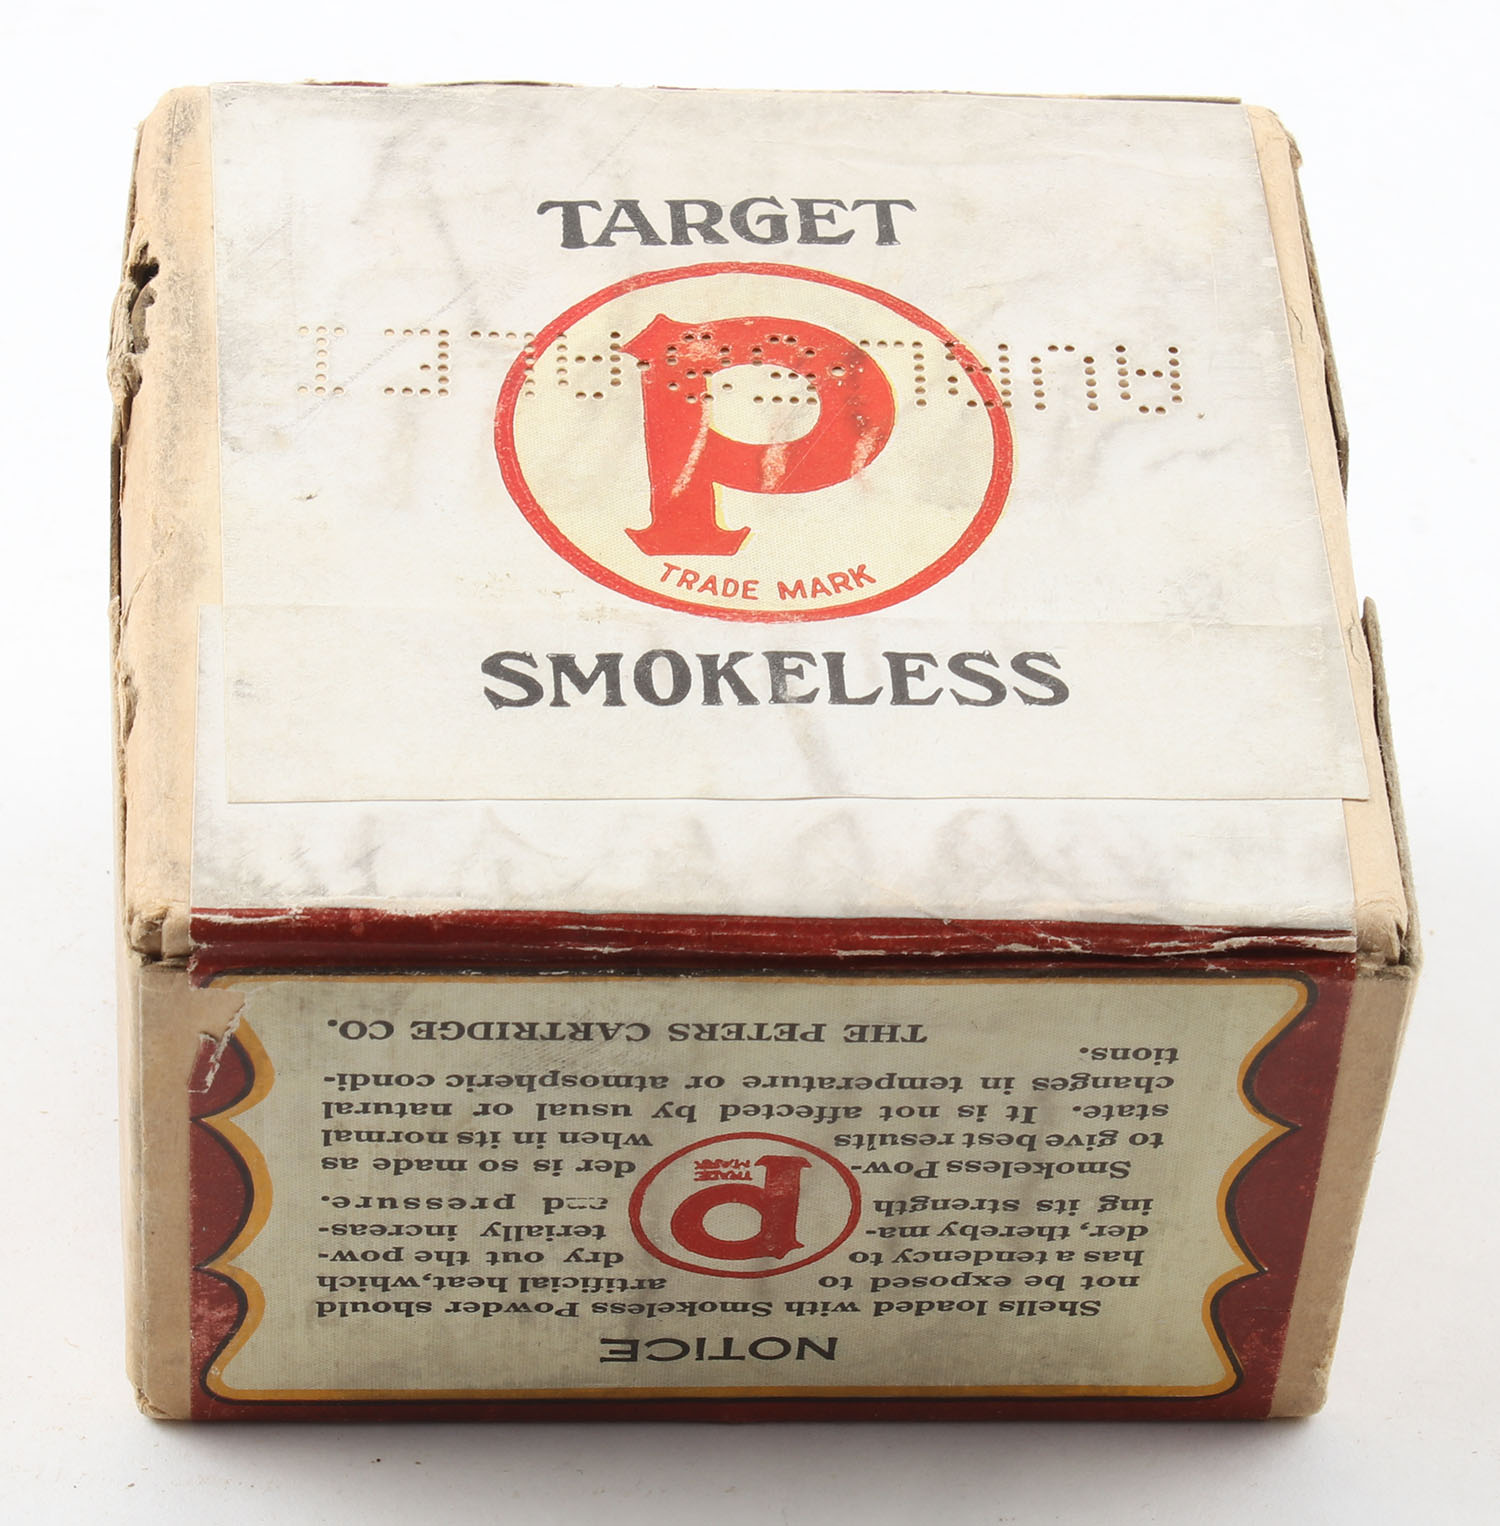 TARGET
P
TRADE MARK
SMOKELESS
NOTICE
Shells loaded with Smokeless Powder should
not be exposed to artificial heat, which
has a tendency to dry out the pow-
der, thereby ma- terially increas-
ing its strength and pressure.
P
TRADE
MARK
Smokeless Pow- der is so made as
to give best results when in its normal
state. It is not affected by usual or natural
changes in temperature or atmospheric condi-
tions.
THE PETERS CARTRIDGE CO.